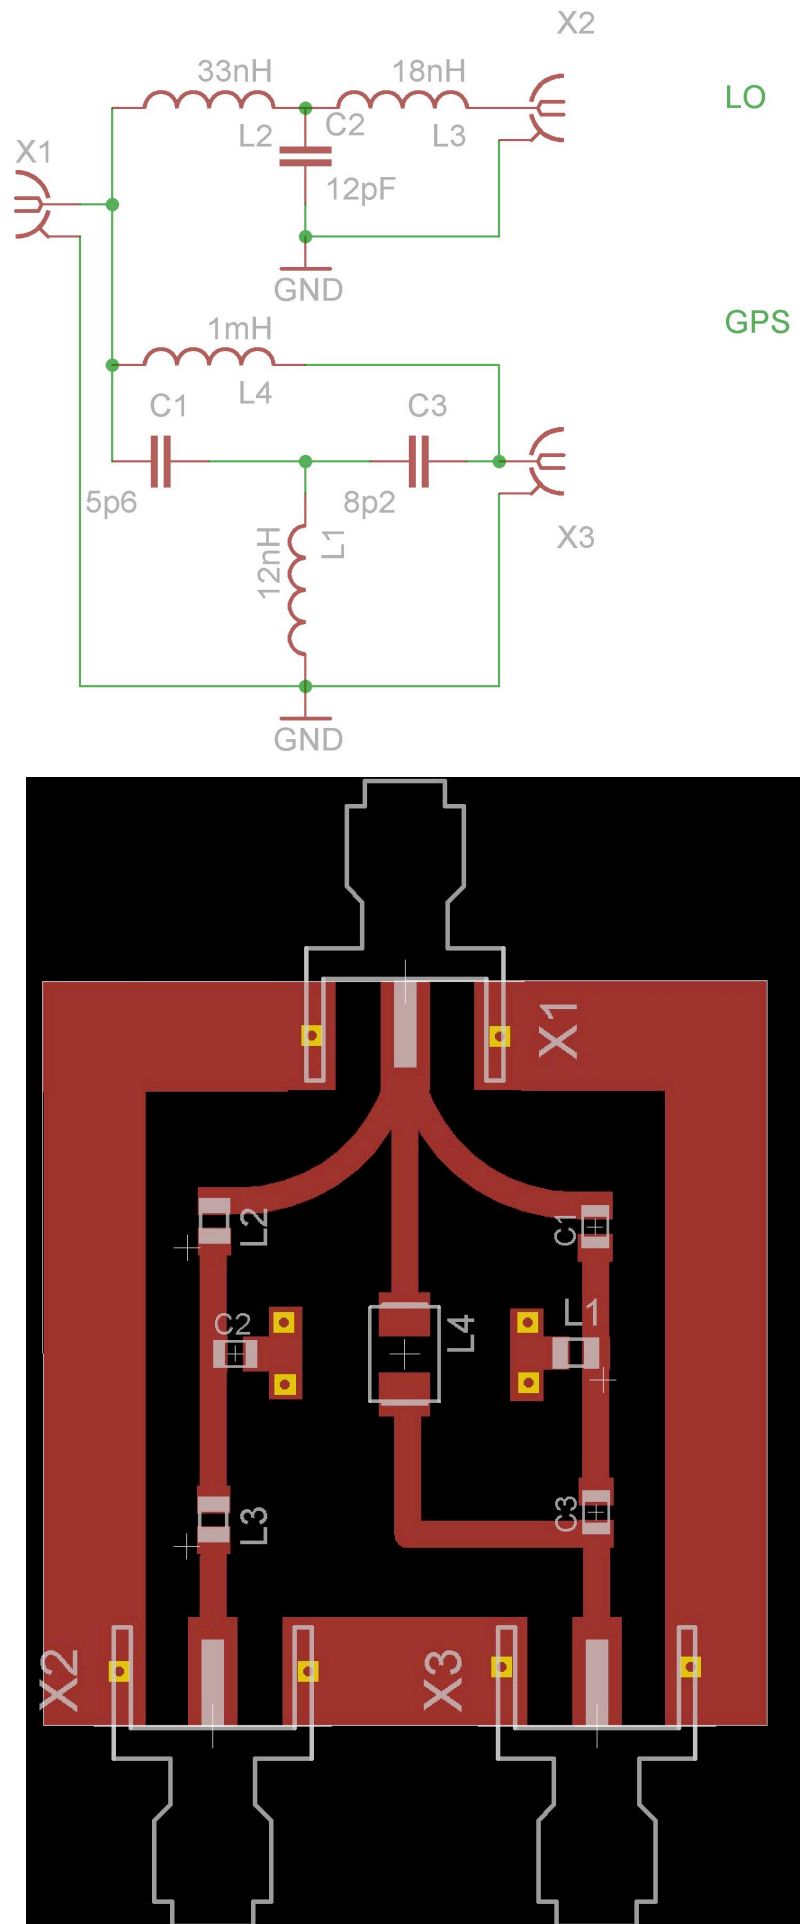 X2
33nH
18nH
LO
L2
C2
L3
X1
12pF
GND
1mH
GPS
L4
C1
C3
5p6
8p2
12nH
L1
X3
GND
X1
L2
C1
C2
L4
L1
L3
C3
X2
X3